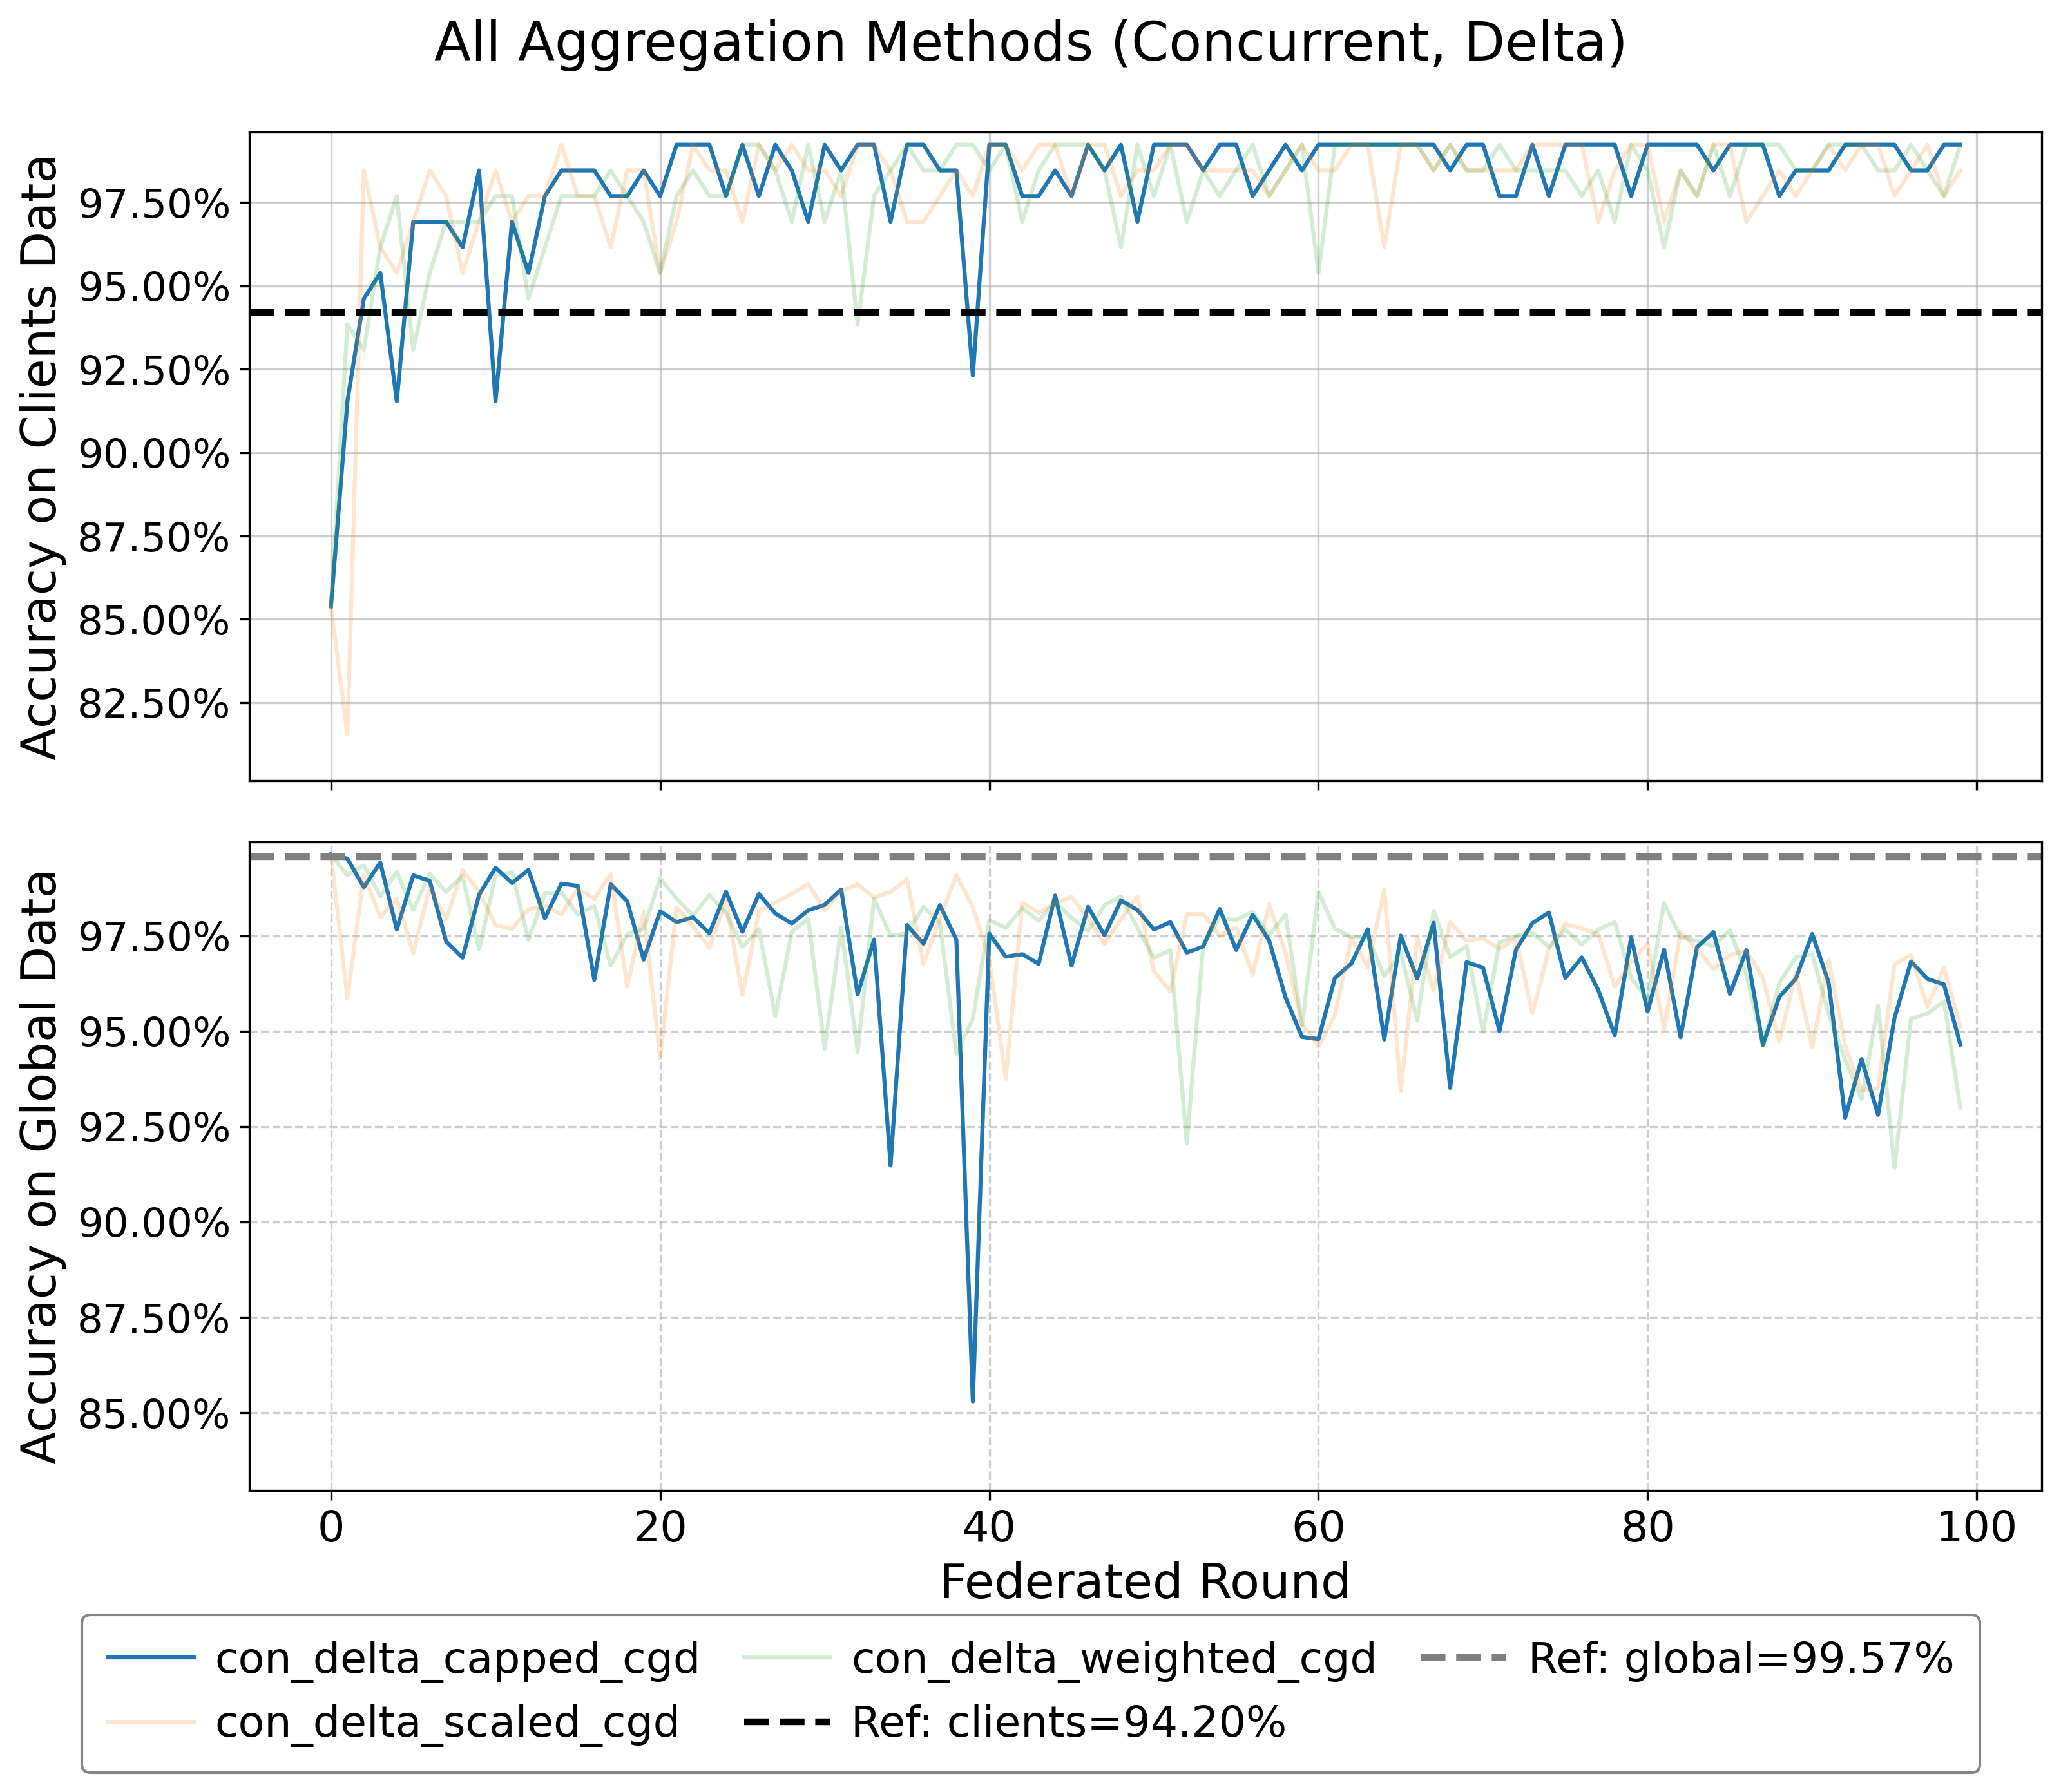 All Aggregation Methods (Concurrent, Delta)
Accuracy on Clients Data
97.50%
95.00%
92.50%
90.00%
87.50%
85.00%
82.50%
Accuracy on Global Data
97.50%
95.00%
92.50%
90.00%
87.50%
85.00%
0 20 40 60 80 100
Federated Round
con_delta_capped_cgd con_delta_weighted_cgd Ref: global=99.57%
con_delta_scaled_cgd Ref: clients=94.20%